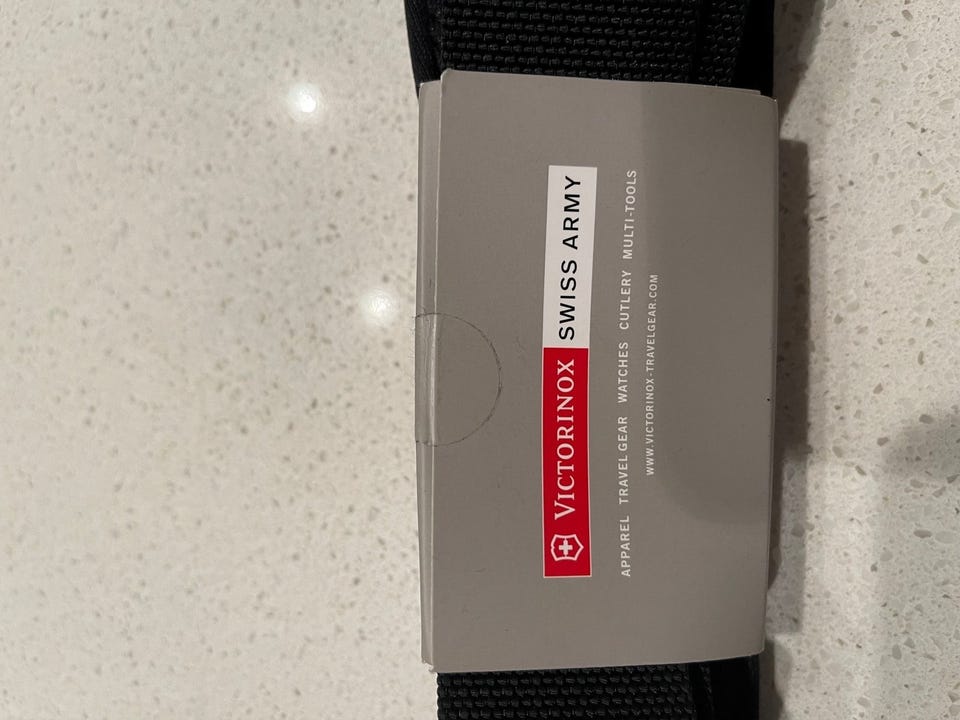 VICTORINOX SWISS ARMY
APPAREL TRAVEL GEAR WATCHES CUTLERY MULTI-TOOLS
WWW.VICTORINOX-TRAVELGEAR.COM